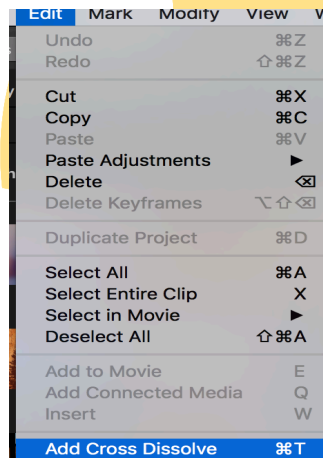 Edit Mark Modify View
Undo ⌘Z
Redo ⇧⌘Z
Cut ⌘X
Copy ⌘C
Paste ⌘V
Paste Adjustments ▶
Delete ⌫
Delete Keyframes ⌥⇧⌫
Duplicate Project ⌘D
Select All ⌘A
Select Entire Clip X
Select in Movie ▶
Deselect All ⇧⌘A
Add to Movie E
Add Connected Media Q
Insert W
Add Cross Dissolve ⌘T